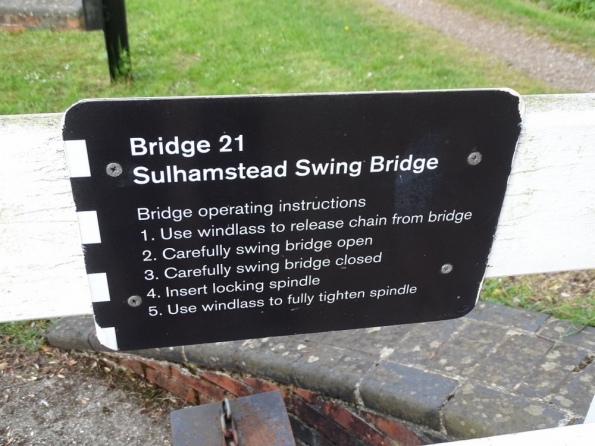 Bridge 21
Sulhamstead Swing Bridge
Bridge operating instructions
1. Use windlass to release chain from bridge
2. Carefully swing bridge open
3. Carefully swing bridge closed
4. Insert locking spindle
5. Use windlass to fully tighten spindle